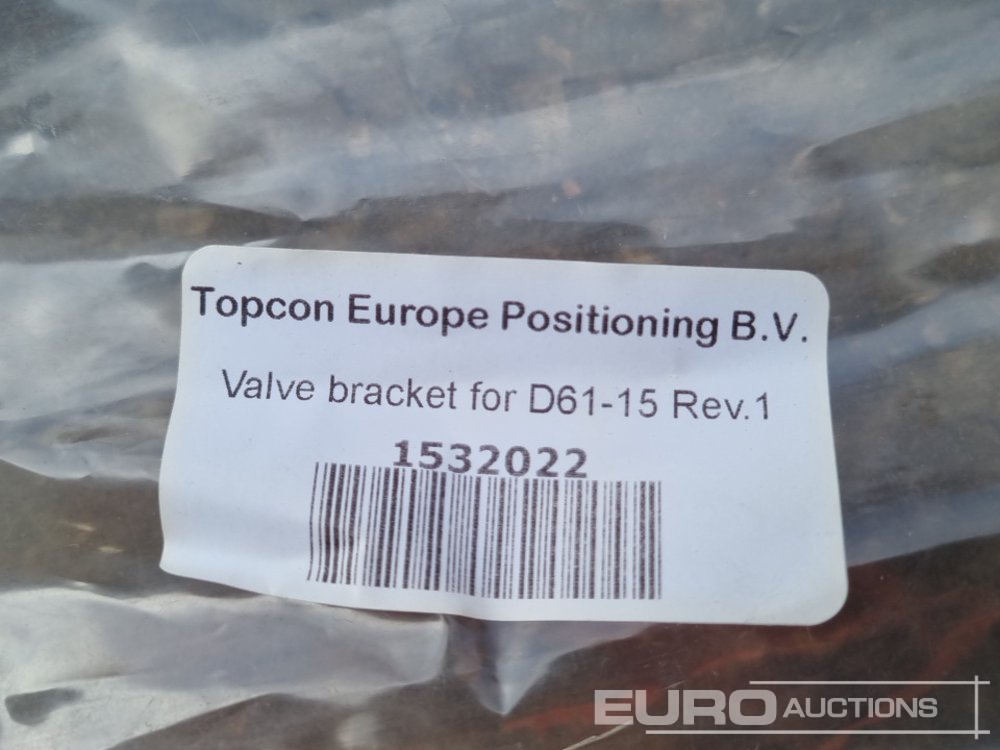 Topcon Europe Positioning B.V.
Valve bracket for D61-15 Rev.1
1532022
EURO AUCTIONS